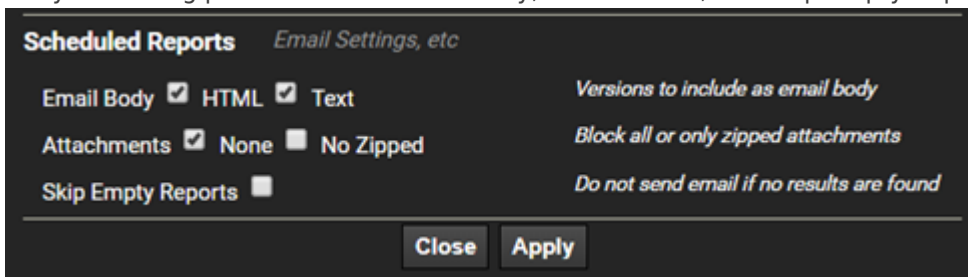 Scheduled Reports Email Settings, etc
Email Body HTML Text Versions to include as email body
Attachments None No Zipped Block all or only zipped attachments
Skip Empty Reports Do not send email if no results are found
Close Apply